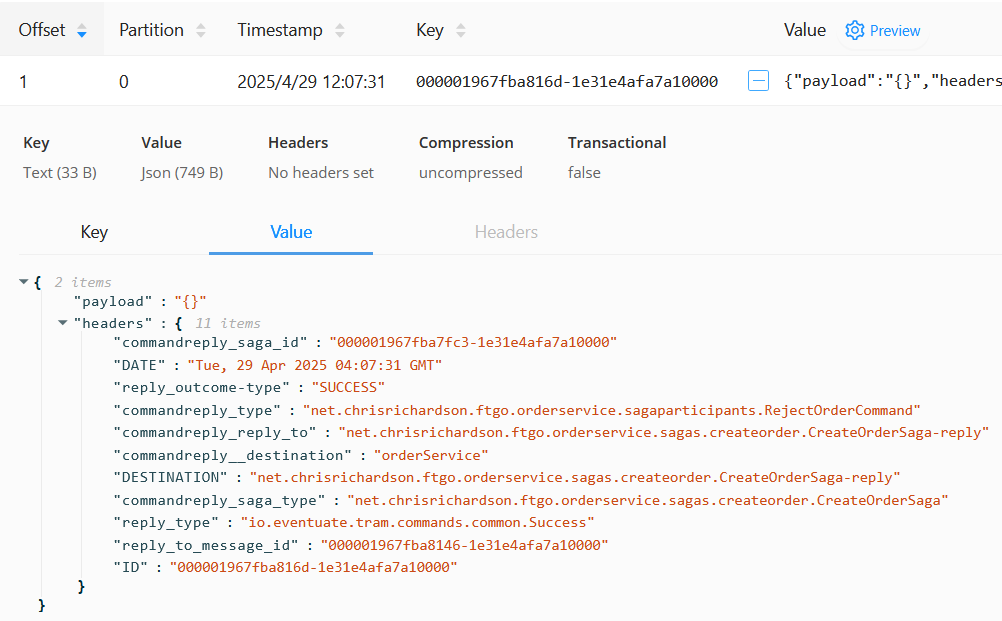 Offset Partition Timestamp Key Value Preview
1 0 2025/4/29 12:07:31 000001967fba816d-1e31e4afa7a10000 {"payload":"{}","headers
Key Value Headers Compression Transactional
Text (33 B) Json (749 B) No headers set uncompressed false
Key Value Headers
{ 2 items
"payload" : "{}"
"headers" : { 11 items
"commandreply_saga_id" : "000001967fba7fc3-1e31e4afa7a10000"
"DATE" : "Tue, 29 Apr 2025 04:07:31 GMT"
"reply_outcome-type" : "SUCCESS"
"commandreply_type" : "net.chrisrichardson.ftgo.orderservice.sagaparticipants.RejectOrderCommand"
"commandreply_reply_to" : "net.chrisrichardson.ftgo.orderservice.sagas.createorder.CreateOrderSaga-reply"
"commandreply__destination" : "orderService"
"DESTINATION" : "net.chrisrichardson.ftgo.orderservice.sagas.createorder.CreateOrderSaga-reply"
"commandreply_saga_type" : "net.chrisrichardson.ftgo.orderservice.sagas.createorder.CreateOrderSaga"
"reply_type" : "io.eventuate.tram.commands.common.Success"
"reply_to_message_id" : "000001967fba8146-1e31e4afa7a10000"
"ID" : "000001967fba816d-1e31e4afa7a10000"
}
}